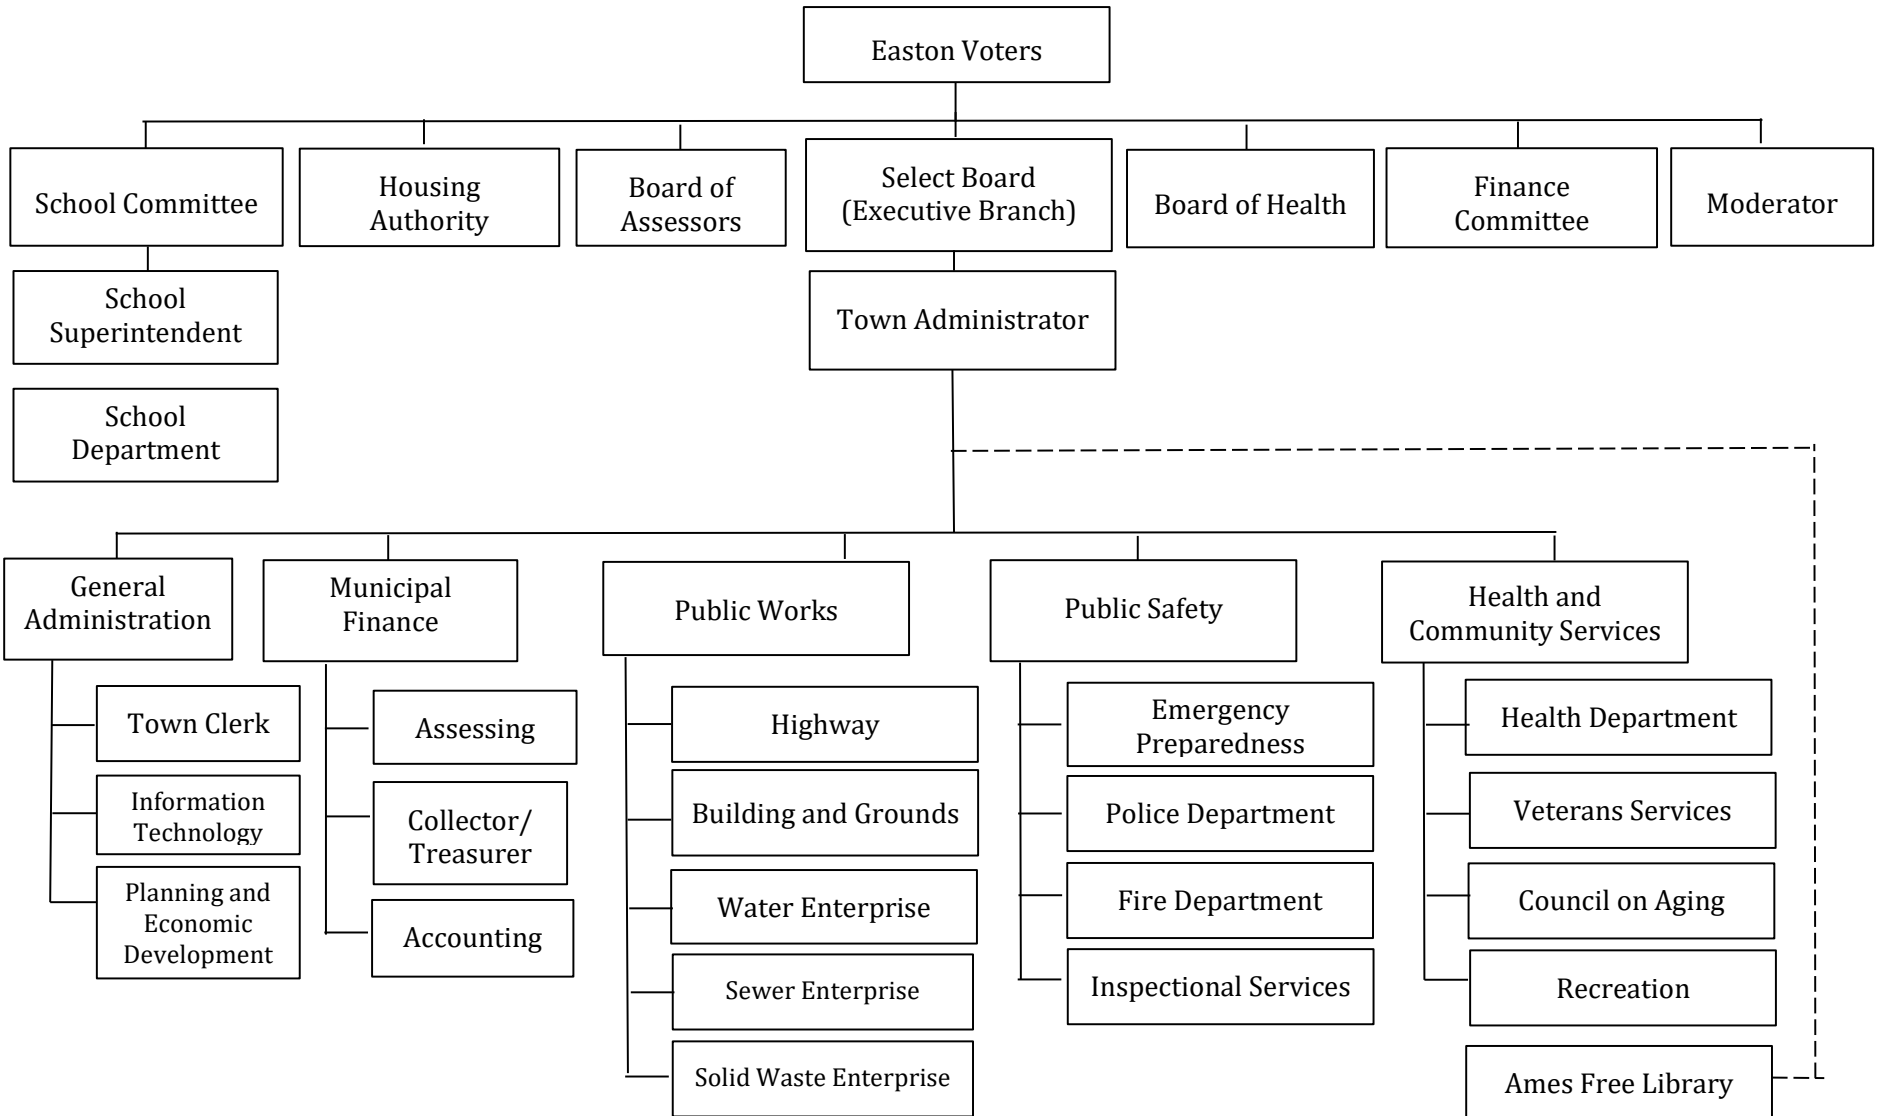 Easton Voters
School Committee
Housing
Authority
Board of
Assessors
Select Board
(Executive Branch)
Board of Health
Finance
Committee
Moderator
School
Superintendent
Town Administrator
School
Department
General
Administration
Municipal
Finance
Public Works
Public Safety
Health and
Community Services
Town Clerk
Information
Technology
Planning and
Economic
Development
Assessing
Collector/
Treasurer
Accounting
Highway
Building and Grounds
Water Enterprise
Sewer Enterprise
Solid Waste Enterprise
Emergency
Preparedness
Police Department
Fire Department
Inspectional Services
Health Department
Veterans Services
Council on Aging
Recreation
Ames Free Library